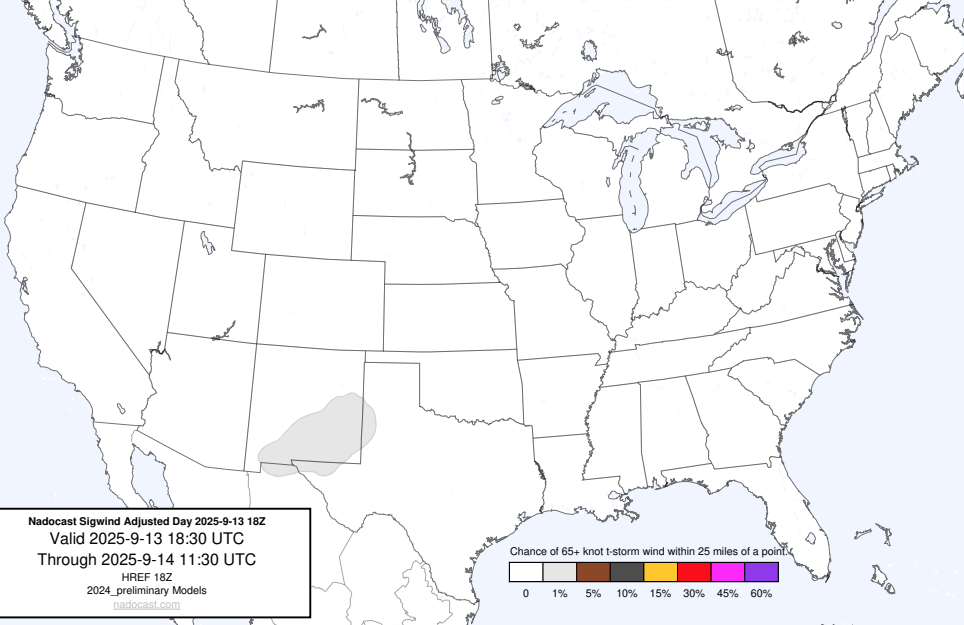 Nadocast Sigwind Adjusted Day 2025-9-13 18Z
Valid 2025-9-13 18:30 UTC
Through 2025-9-14 11:30 UTC
HREF 18Z
2024_preliminary Models
nadocast.com
Chance of 65+ knot t-storm wind within 25 miles of a point.
0 1% 5% 10% 15% 30% 45% 60%